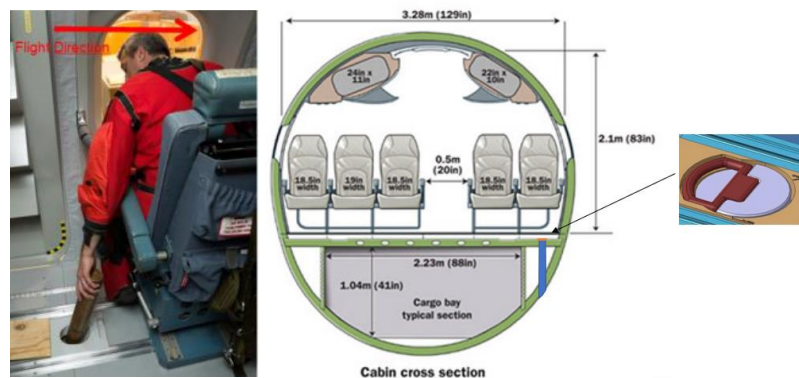 Flight Direction
3.28m (129in)
24in x
11in
22in x
10in
2.1m (83in)
0.5m
(20in)
18.5in
width
19in
width
18.5in
width
18.5in
width
18.5in
width
2.23m (88in)
1.04m (41in)
Cargo bay
typical section
Cabin cross section